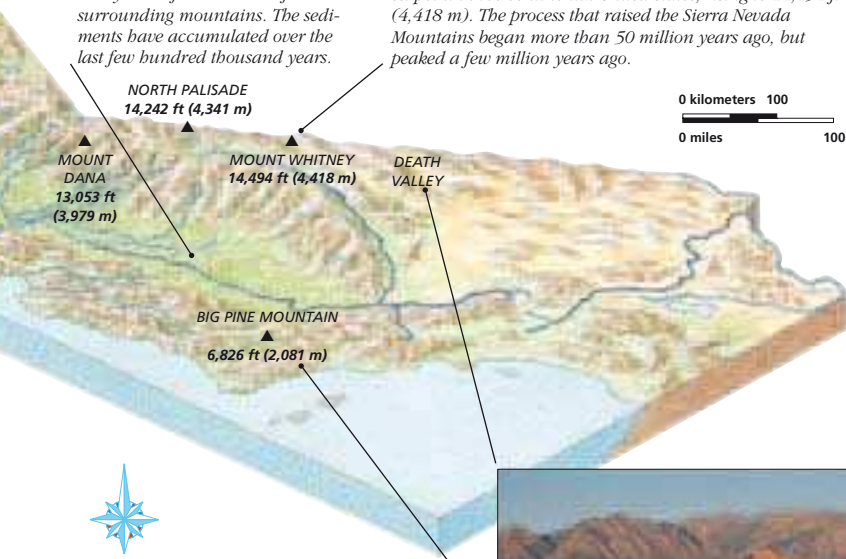 surrounding mountains. The sedi-
ments have accumulated over the
last few hundred thousand years.
(4,418 m). The process that raised the Sierra Nevada
Mountains began more than 50 million years ago, but
peaked a few million years ago.
NORTH PALISADE
14,242 ft (4,341 m)
0 kilometers 100
0 miles 100
MOUNT
DANA
13,053 ft
(3,979 m)
MOUNT WHITNEY
14,494 ft (4,418 m)
DEATH
VALLEY
BIG PINE MOUNTAIN
6,826 ft (2,081 m)